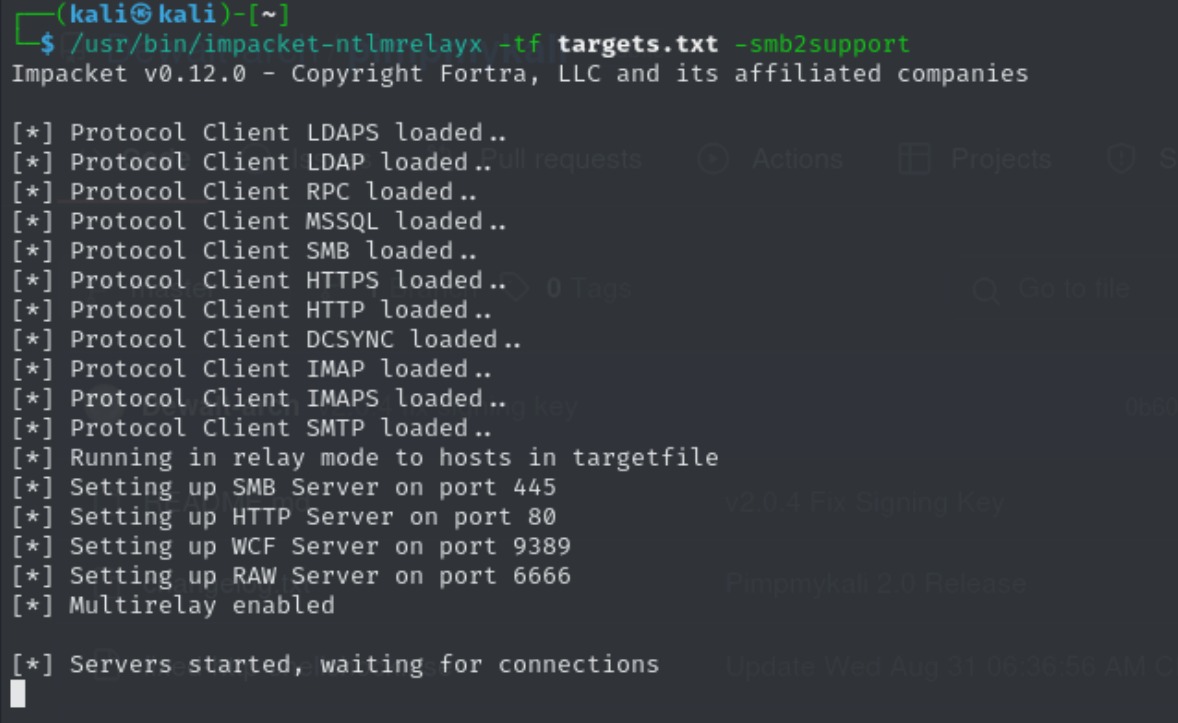 ┌──(kali㉿kali)-[~]
└─$ /usr/bin/impacket-ntlmrelayx -tf targets.txt -smb2support
Impacket v0.12.0 - Copyright Fortra, LLC and its affiliated companies
[*] Protocol Client LDAPS loaded..
[*] Protocol Client LDAP loaded..
Pull requests
Actions
Projects
[*] Protocol Client RPC loaded..
[*] Protocol Client MSSQL loaded..
[*] Protocol Client SMB loaded..
[*] Protocol Client HTTPS loaded..
0 Tags
Go to file
[*] Protocol Client HTTP loaded..
[*] Protocol Client DCSYNC loaded..
[*] Protocol Client IMAP loaded..
[*] Protocol Client IMAPS loaded..
[*] Protocol Client SMTP loaded..
[*] Running in relay mode to hosts in targetfile
[*] Setting up SMB Server on port 445
v2.0.4 Fix Signing Key
[*] Setting up HTTP Server on port 80
[*] Setting up WCF Server on port 9389
[*] Setting up RAW Server on port 6666
Pimpmykali 2.0 Release
[*] Multirelay enabled
[*] Servers started, waiting for connections
Update Wed Aug 31 06:36:56 AM